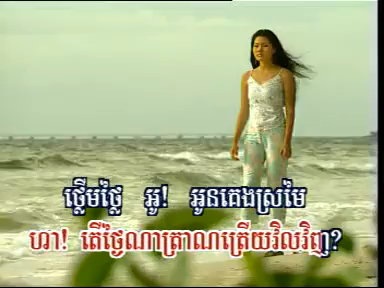 ថ្លើមថ្លៃ អូ! អូនគេងស្រមៃ
ហា! តើថ្ងៃណាត្រាណត្រើយវិលវិញ?